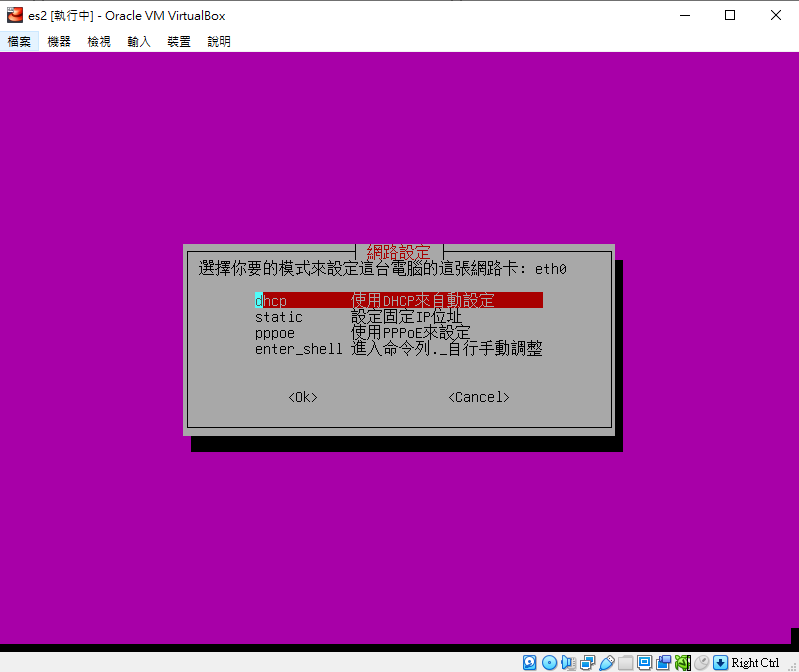 es2 [執行中] - Oracle VM VirtualBox
檔案 機器 檢視 輸入 裝置 說明
網路設定
選擇你要的模式來設定這台電腦的這張網路卡: eth0
dhcp 使用DHCP來自動設定
static 設定固定IP位址
pppoe 使用PPPoE來設定
enter_shell 進入命令列._自行手動調整
<Ok> <Cancel>
Right Ctrl